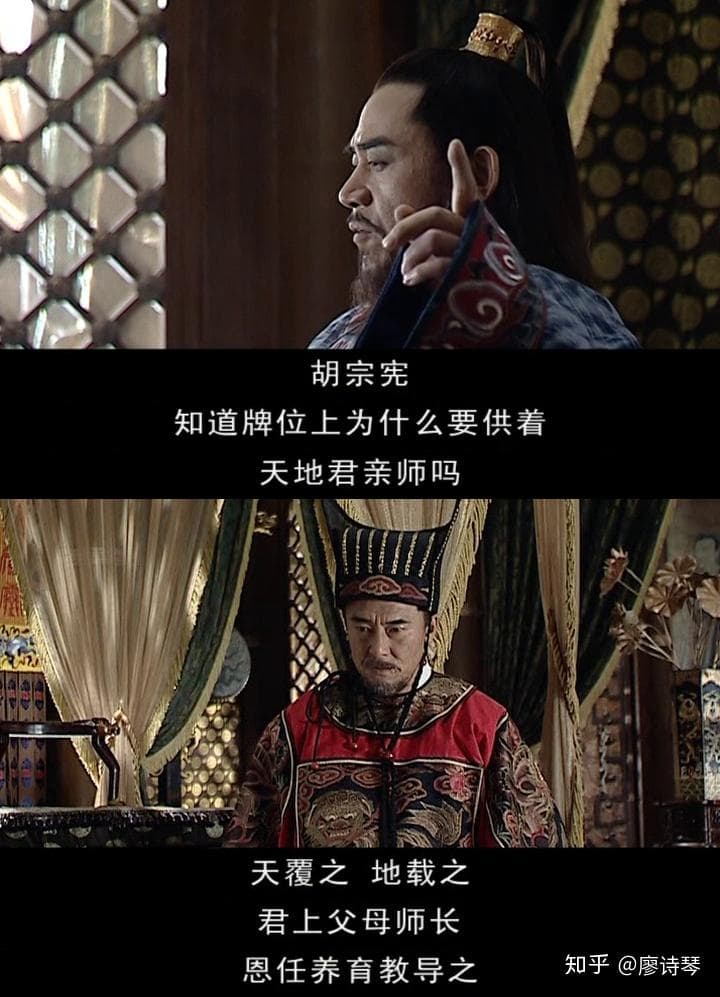 胡宗宪
知道牌位上为什么要供着
天地君亲师吗
天覆之 地载之
君上父母师长
恩任养育教导之
知乎 @廖诗琴